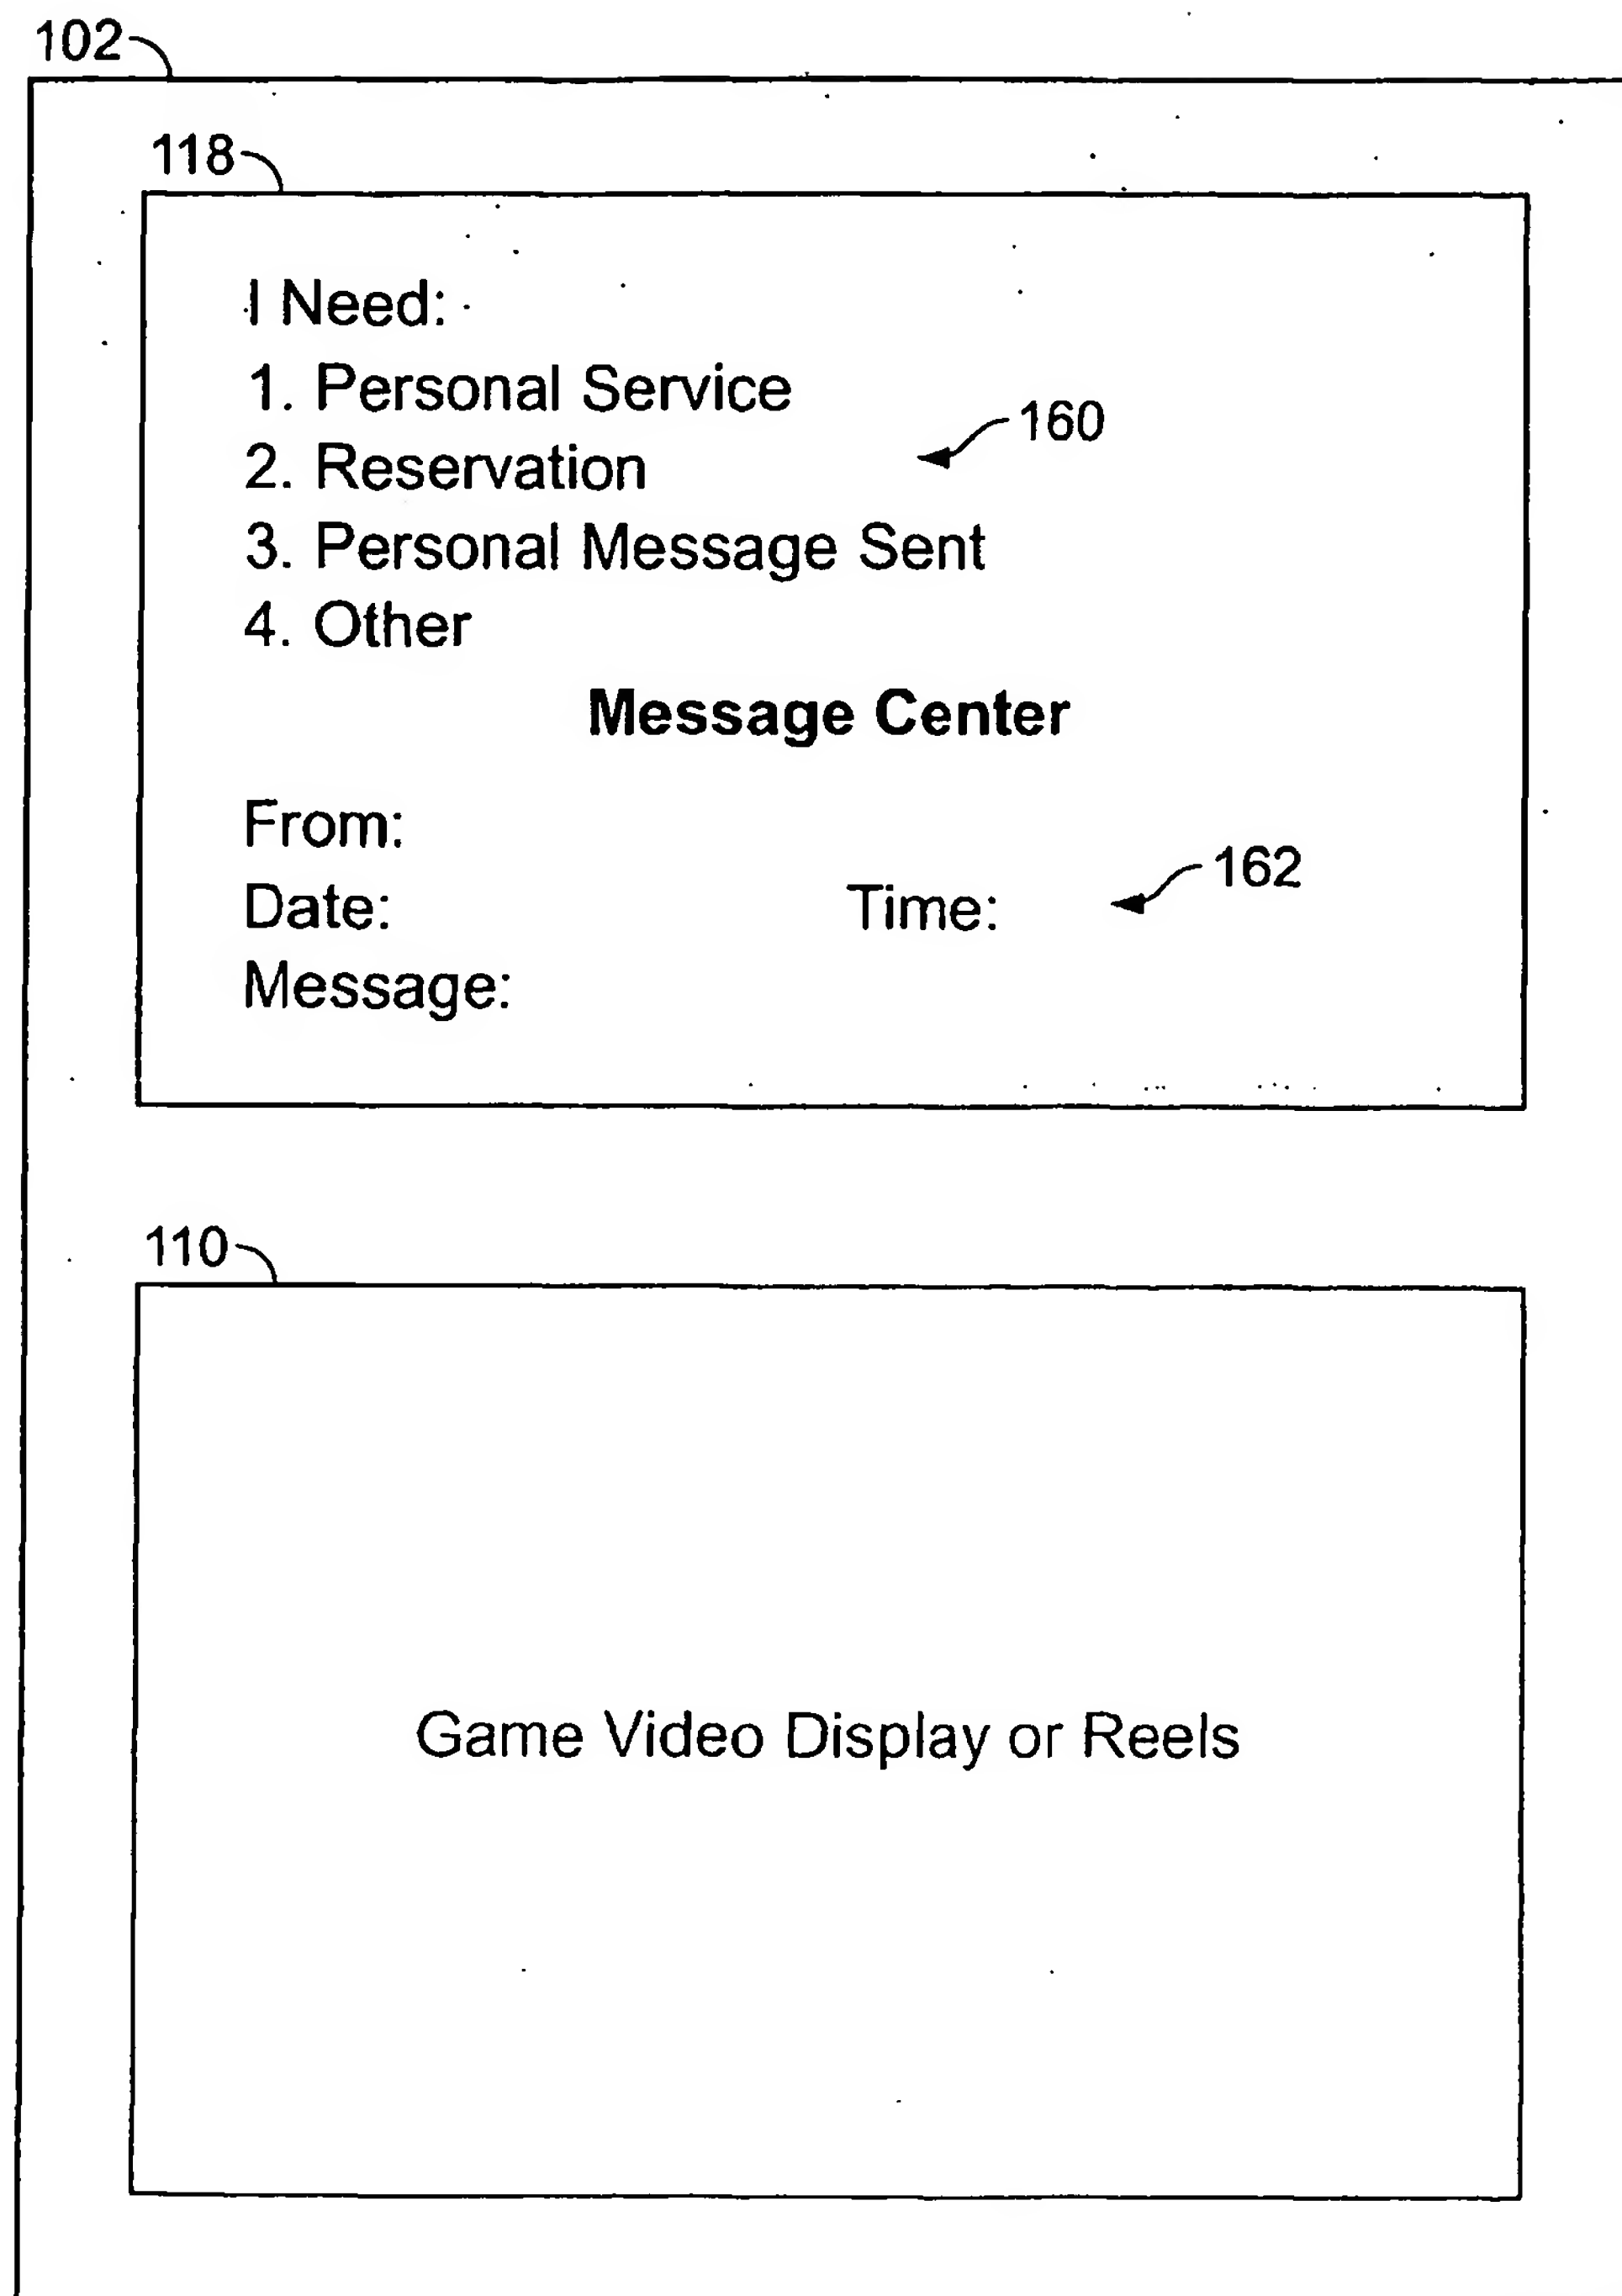 102
118
I Need:
1. Personal Service
160
2. Reservation
3. Personal Message Sent
4. Other
Message Center
From:
162
Date: Time:
Message:
110
Game Video Display or Reels